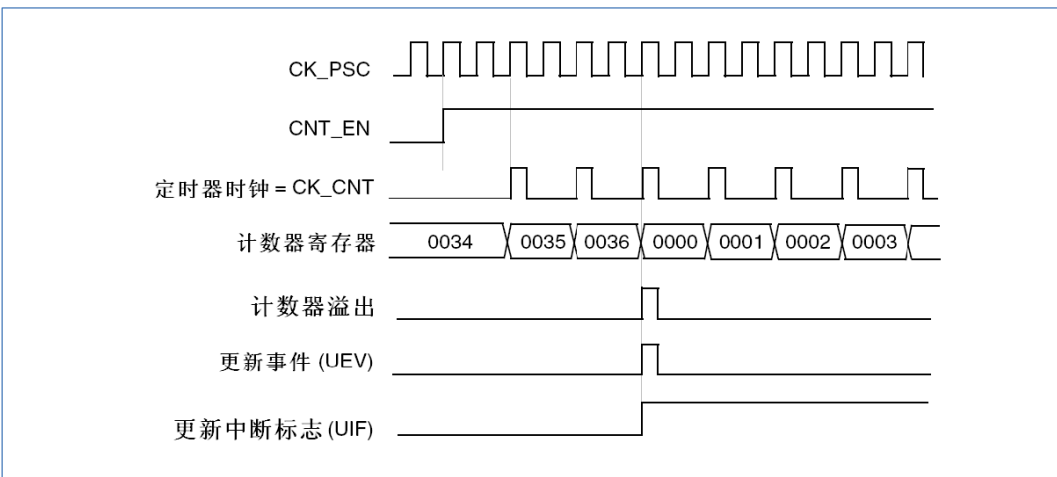 CK_PSC
CNT_EN
定时器时钟 = CK_CNT
计数器寄存器 0034 0035 0036 0000 0001 0002 0003
计数器溢出
更新事件 (UEV)
更新中断标志 (UIF)